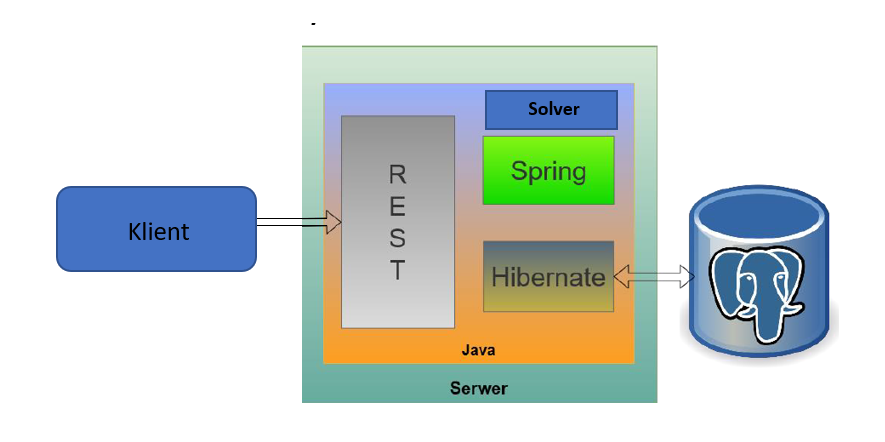 Klient
R
E
S
T
Solver
Spring
Hibernate
Java
Serwer